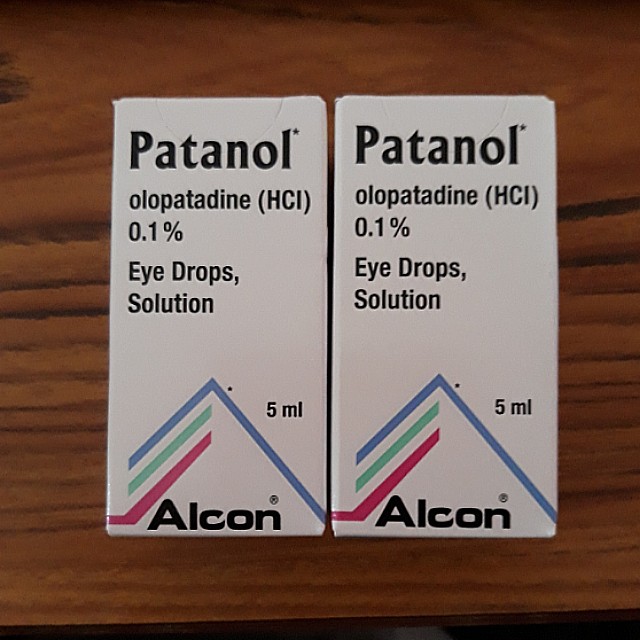 Patanol*
olopatadine (HCl)
0.1%
Eye Drops,
Solution
5 ml
Alcon®
Patanol*
olopatadine (HCl)
0.1%
Eye Drops,
Solution
5 ml
Alcon®